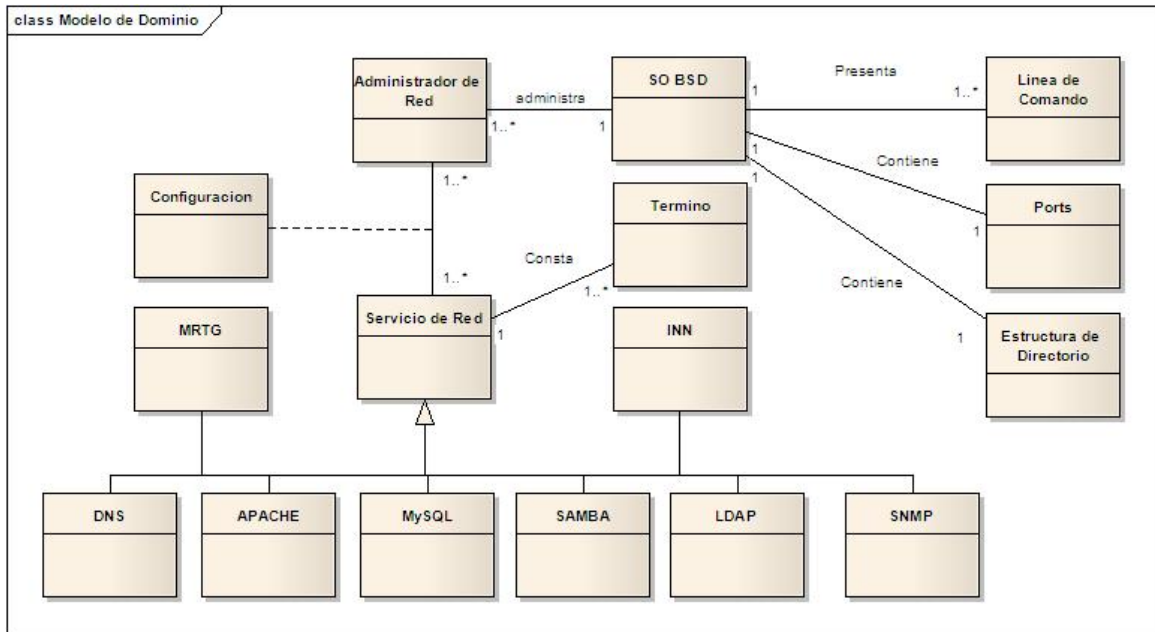 class Modelo de Dominio
Administrador de
Red
administra
1..*
1
SO BSD
1
Presenta
1..*
Linea de
Comando
1
Contiene
1
Ports
1
Contiene
1
Estructura de
Directorio
1..*
Configuracion
1..*
Servicio de Red
1
Consta
1..*
Termino
MRTG
INN
DNS
APACHE
MySQL
SAMBA
LDAP
SNMP